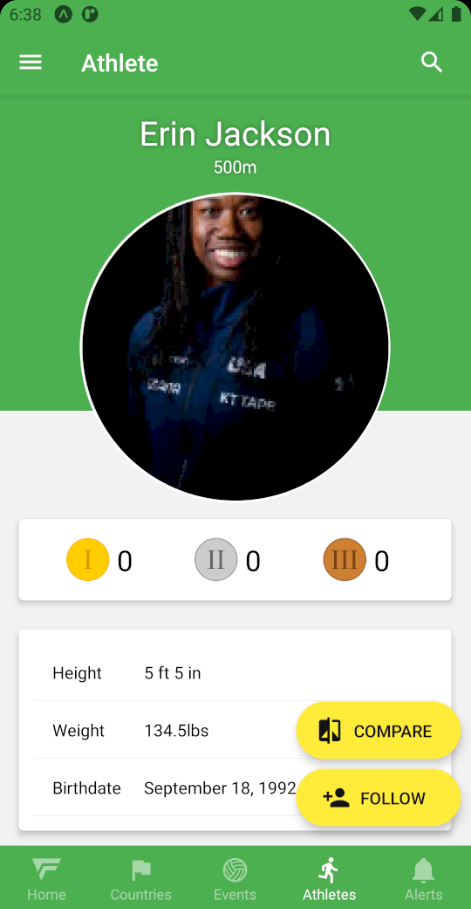 6:38
Athlete
Erin Jackson
500m
USA
KT TAPE
I 0 II 0 III 0
Height 5 ft 5 in
Weight 134.5lbs
COMPARE
Birthdate September 18, 1992
FOLLOW
Home Countries Events Athletes Alerts